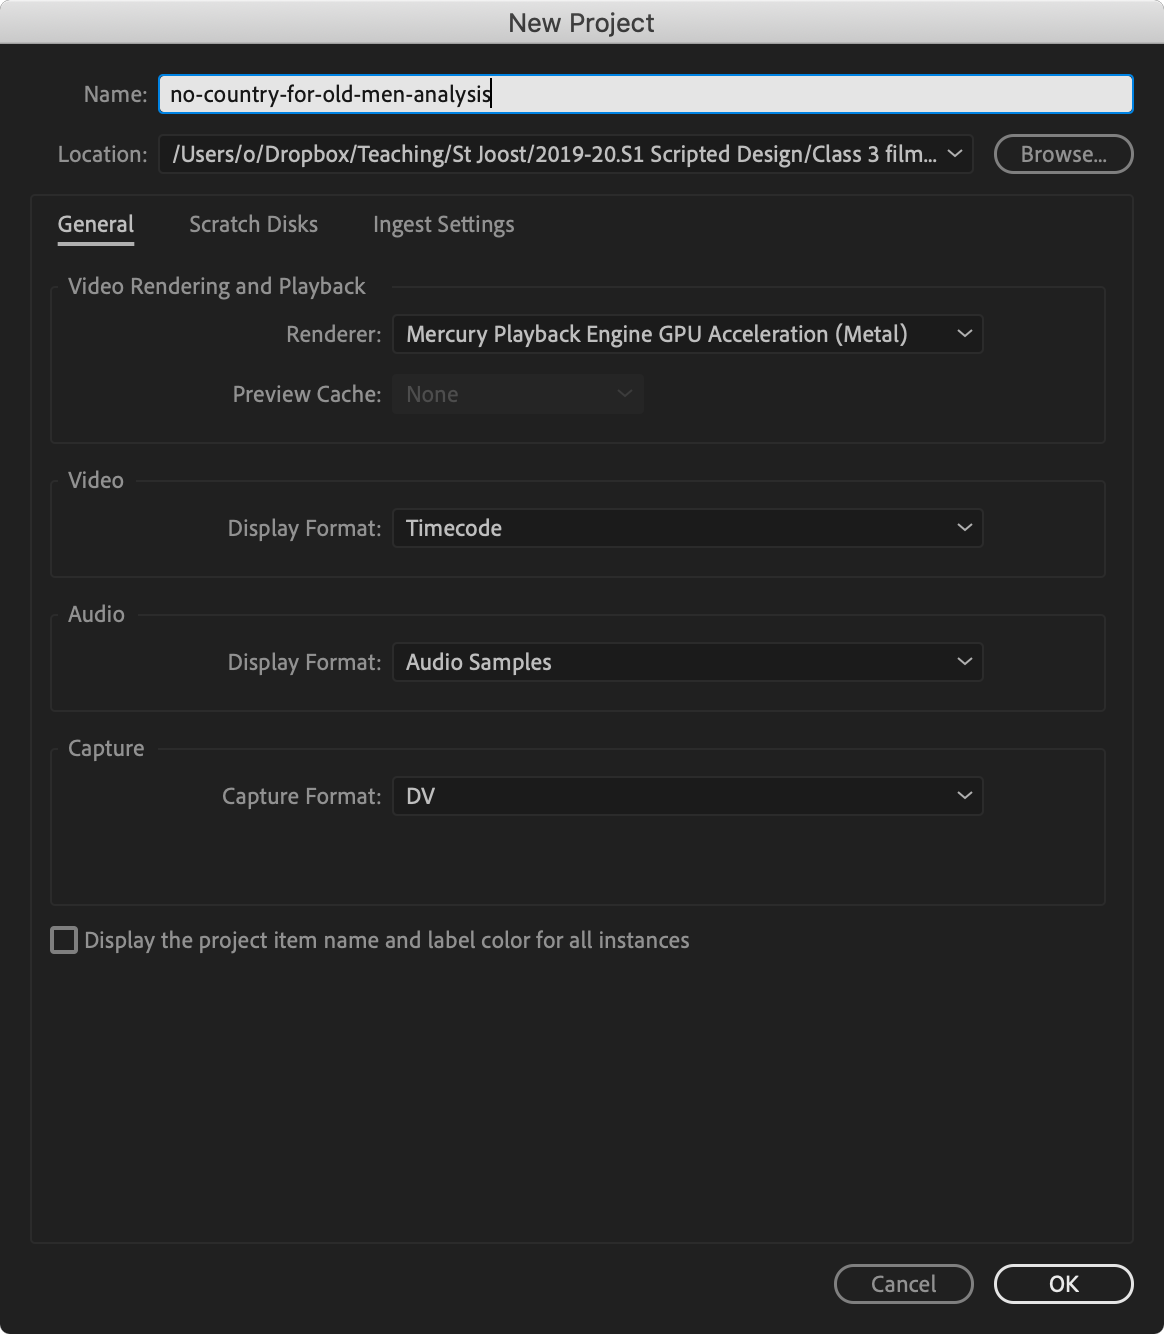 New Project
Name: no-country-for-old-men-analysis
Location: /Users/o/Dropbox/Teaching/St Joost/2019-20.S1 Scripted Design/Class 3 film... Browse...
General Scratch Disks Ingest Settings
Video Rendering and Playback
Renderer: Mercury Playback Engine GPU Acceleration (Metal)
Preview Cache: None
Video
Display Format: Timecode
Audio
Display Format: Audio Samples
Capture
Capture Format: DV
Display the project item name and label color for all instances
Cancel OK